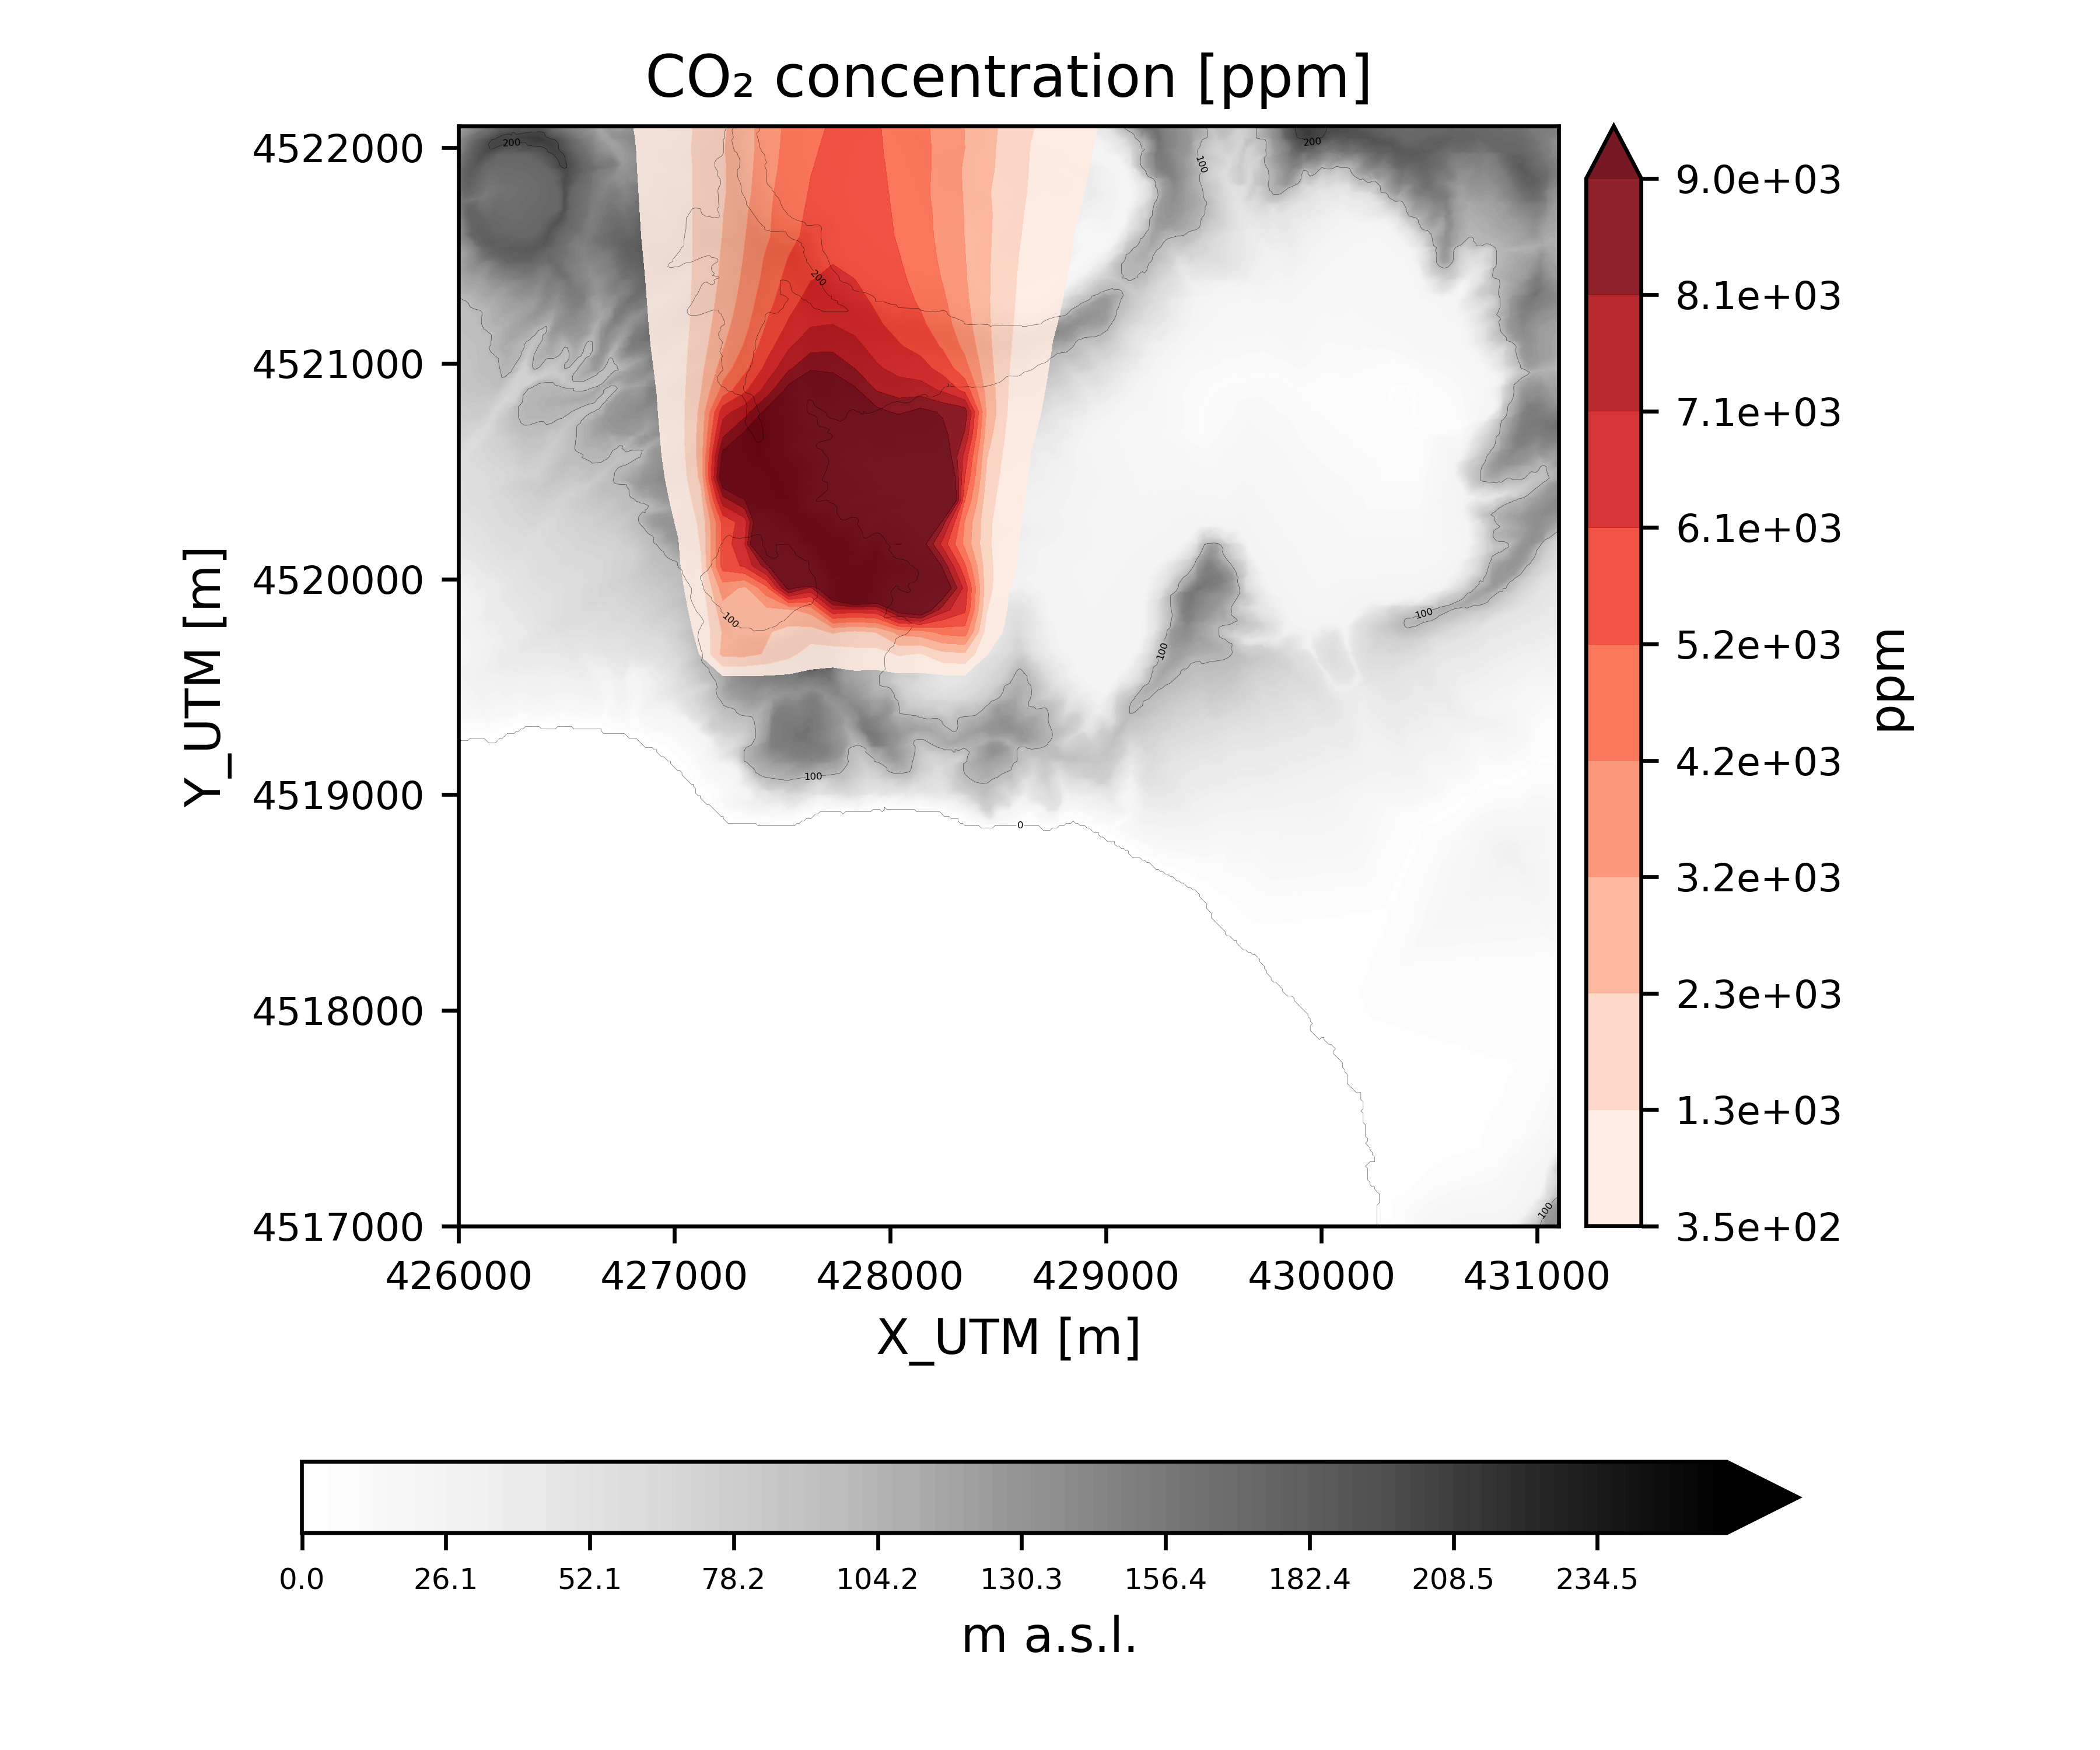 CO₂ concentration [ppm]
4522000
4521000
4520000
4519000
4518000
4517000
Y_UTM [m]
200
200
100
200
100
100
100
100
0
100
426000 427000 428000 429000 430000 431000
X_UTM [m]
9.0e+03
8.1e+03
7.1e+03
6.1e+03
5.2e+03
4.2e+03
3.2e+03
2.3e+03
1.3e+03
3.5e+02
ppm
0.0 26.1 52.1 78.2 104.2 130.3 156.4 182.4 208.5 234.5
m a.s.l.